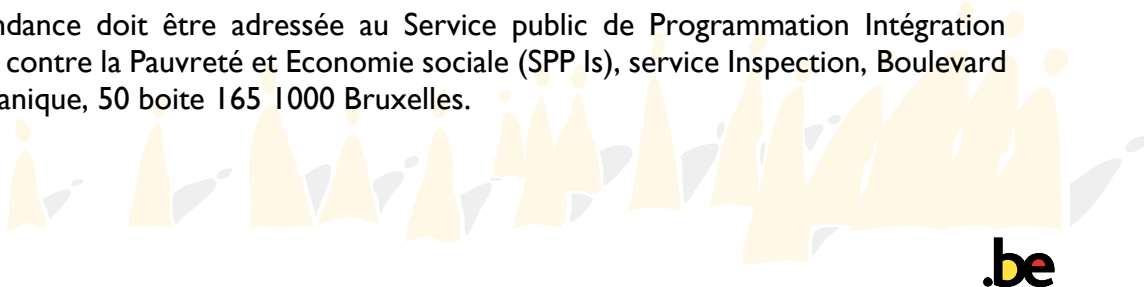 ndance doit être adressée au Service public de Programmation Intégration
contre la Pauvreté et Economie sociale (SPP Is), service Inspection, Boulevard
anique, 50 boite 165 1000 Bruxelles.
.be